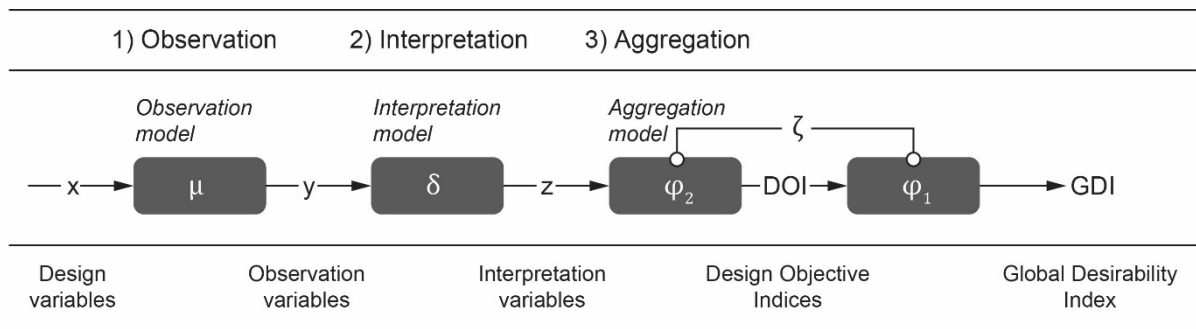 1) Observation 2) Interpretation 3) Aggregation
Observation model
Interpretation model
Aggregation model
ζ
x μ y δ z φ₂ DOI φ₁ GDI
Design variables
Observation variables
Interpretation variables
Design Objective Indices
Global Desirability Index